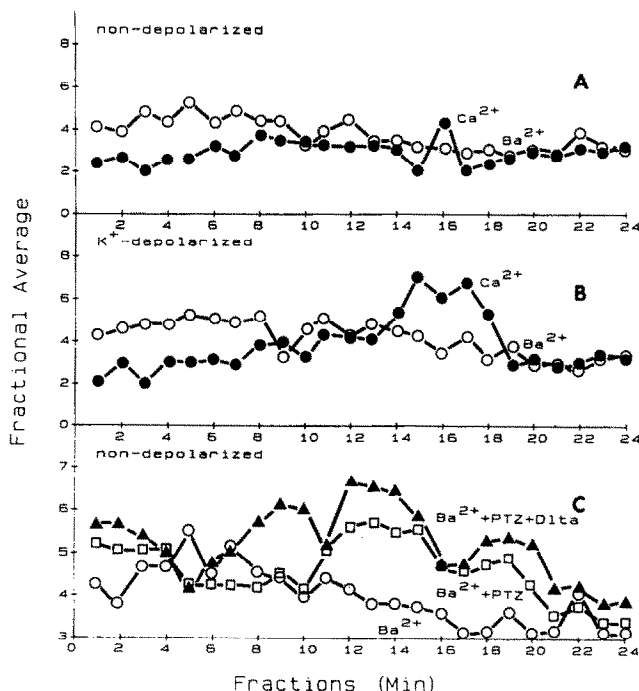 non-depolarized
8
6
4
2
0
A
Ca²⁺
Ba²⁺
2 4 6 8 10 12 14 16 18 20 22 24
K⁺-depolarized
8
6
4
2
0
B
Ca²⁺
Ba²⁺
2 4 6 8 10 12 14 16 18 20 22 24
non-depolarized
7
6
5
4
3
C
Ba²⁺+PTZ+Dlta
Ba²⁺+PTZ
Ba²⁺
0 2 4 6 8 10 12 14 16 18 20 22 24
Fractional Average
Fractions (Min)